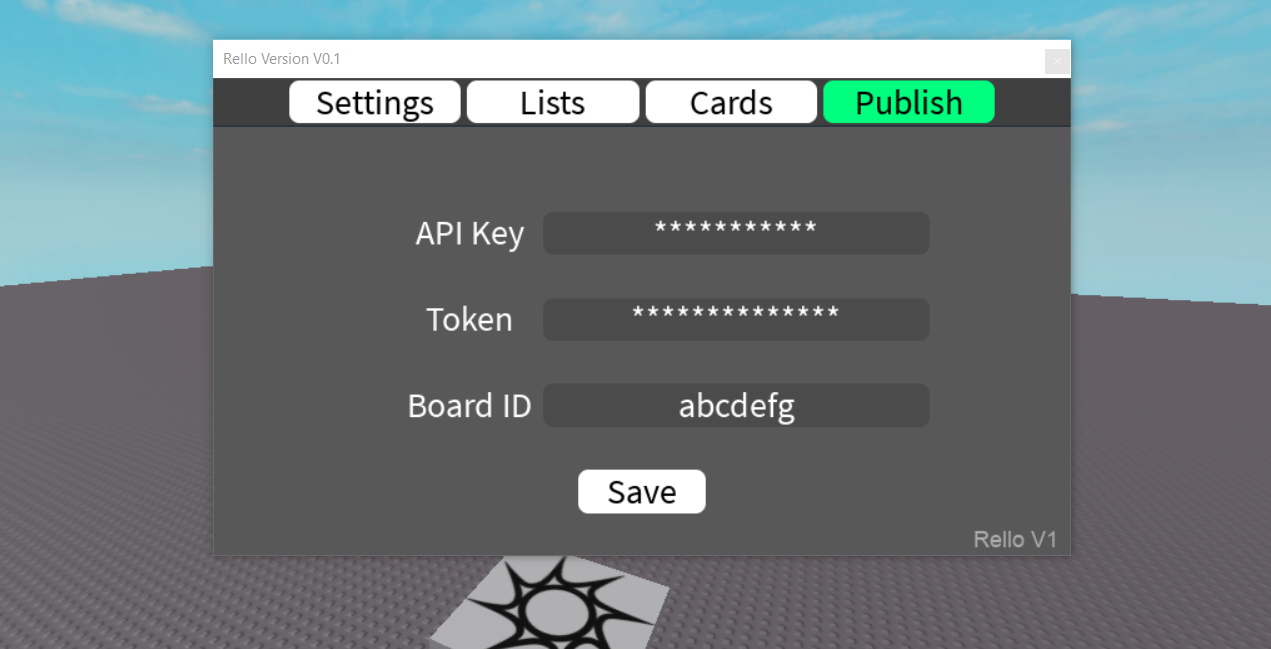 Rello Version V0.1
Settings Lists Cards Publish
API Key ***********
Token **************
Board ID abcdefg
Save
Rello V1